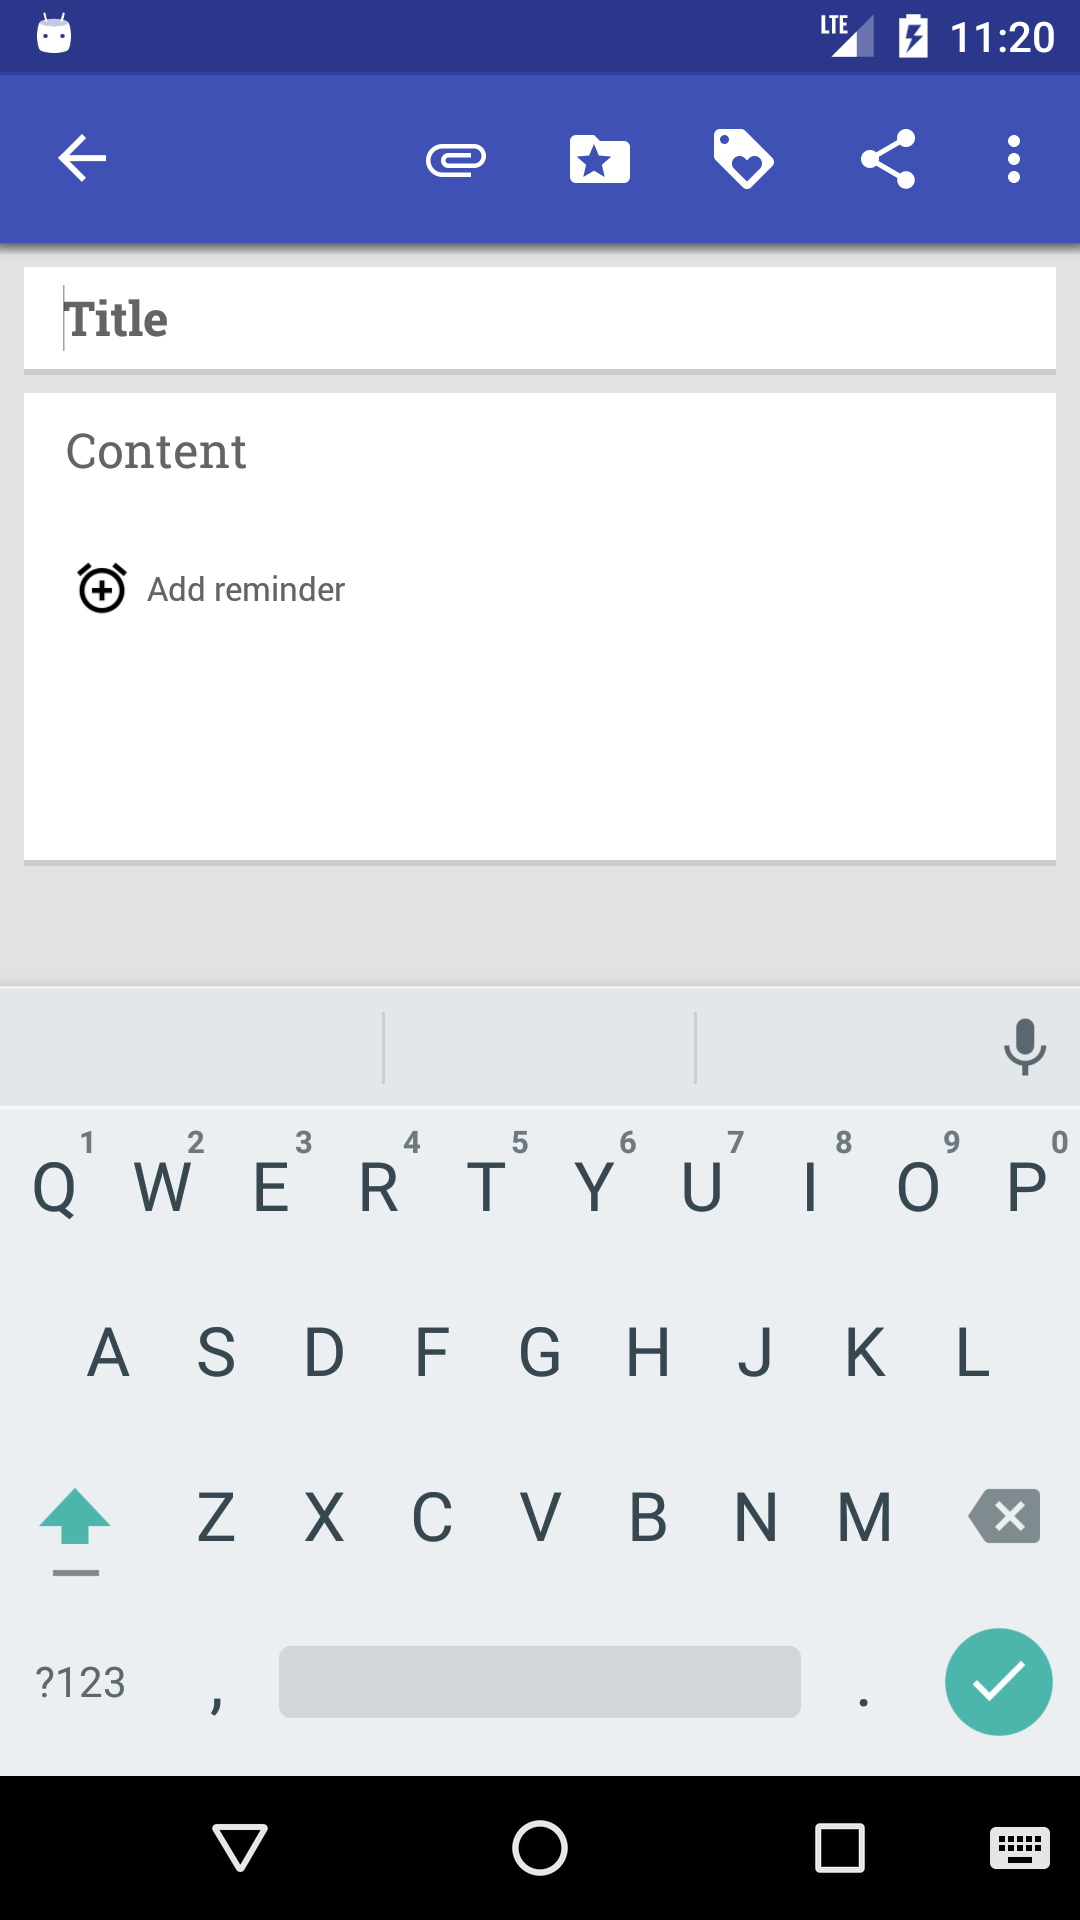 LTE 11:20
Title
Content
Add reminder
1 2 3 4 5 6 7 8 9 0
Q W E R T Y U I O P
A S D F G H J K L
Z X C V B N M
?123 , .